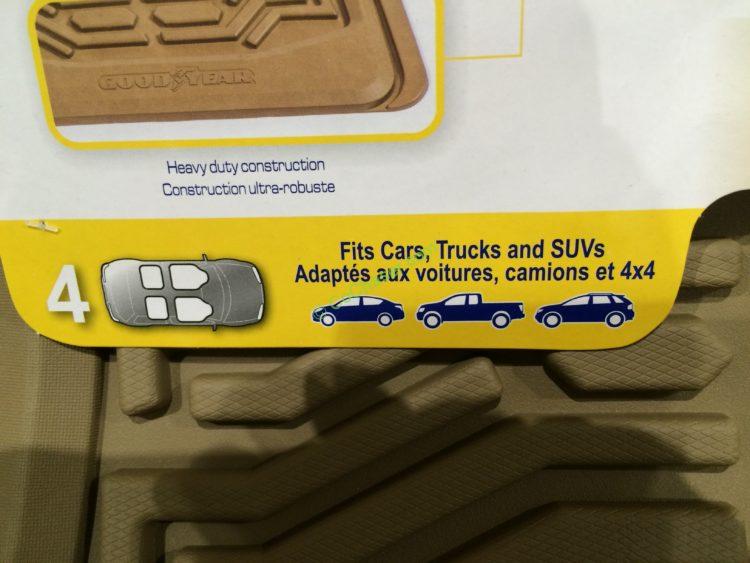 GOODYEAR
Heavy duty construction
Construction ultra-robuste
4
Fits Cars, Trucks and SUVs
Adaptés aux voitures, camions et 4x4